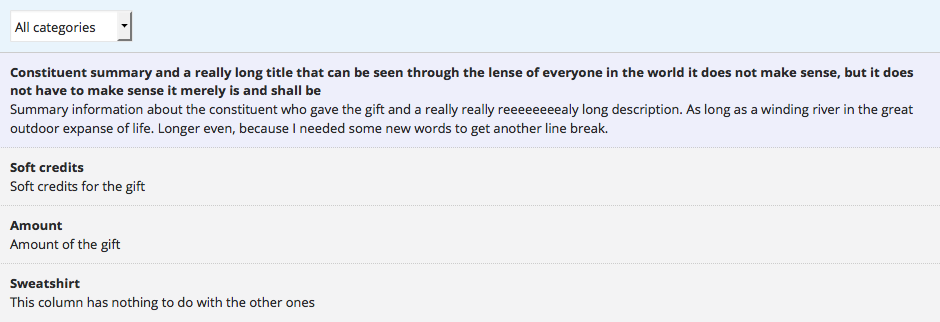 All categories
Constituent summary and a really long title that can be seen through the lense of everyone in the world it does not make sense, but it does
not have to make sense it merely is and shall be
Summary information about the constituent who gave the gift and a really really reeeeeeeealy long description. As long as a winding river in the great
outdoor expanse of life. Longer even, because I needed some new words to get another line break.
Soft credits
Soft credits for the gift
Amount
Amount of the gift
Sweatshirt
This column has nothing to do with the other ones